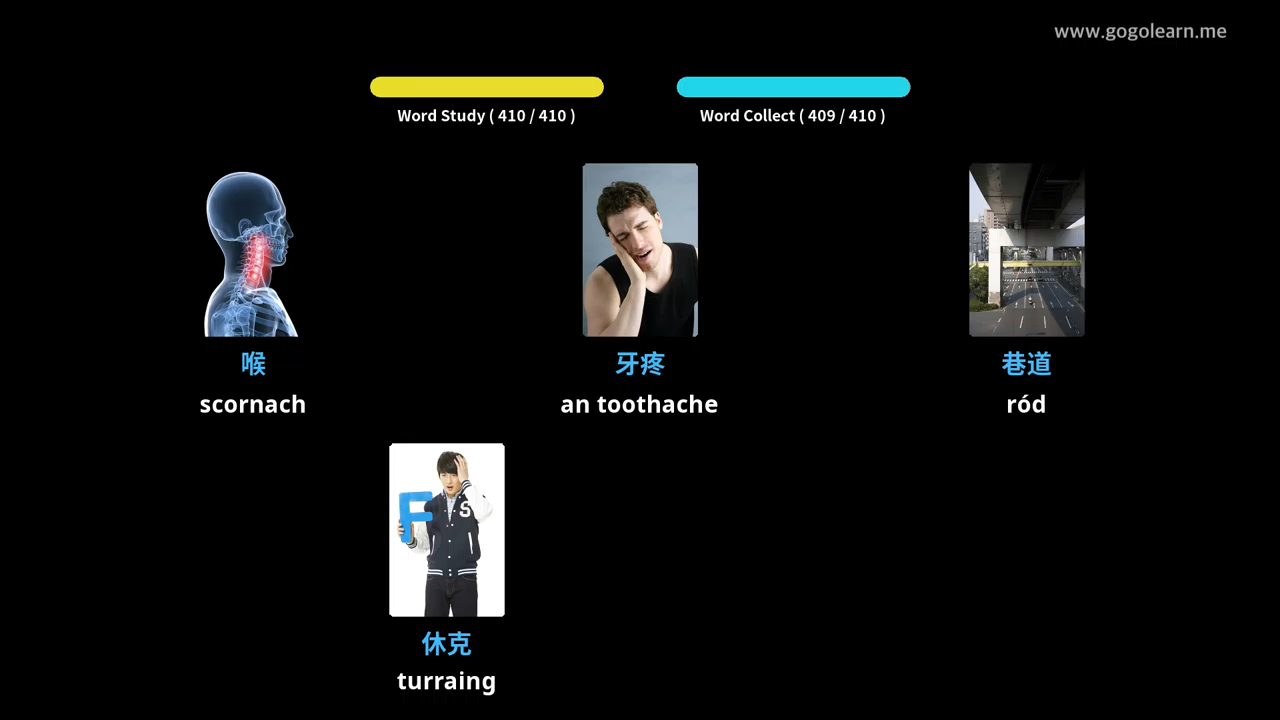 www.gogolearn.me
Word Study ( 410 / 410 )
Word Collect ( 409 / 410 )
喉
牙疼
巷道
scornach
an toothache
ród
F
S
休克
turraing